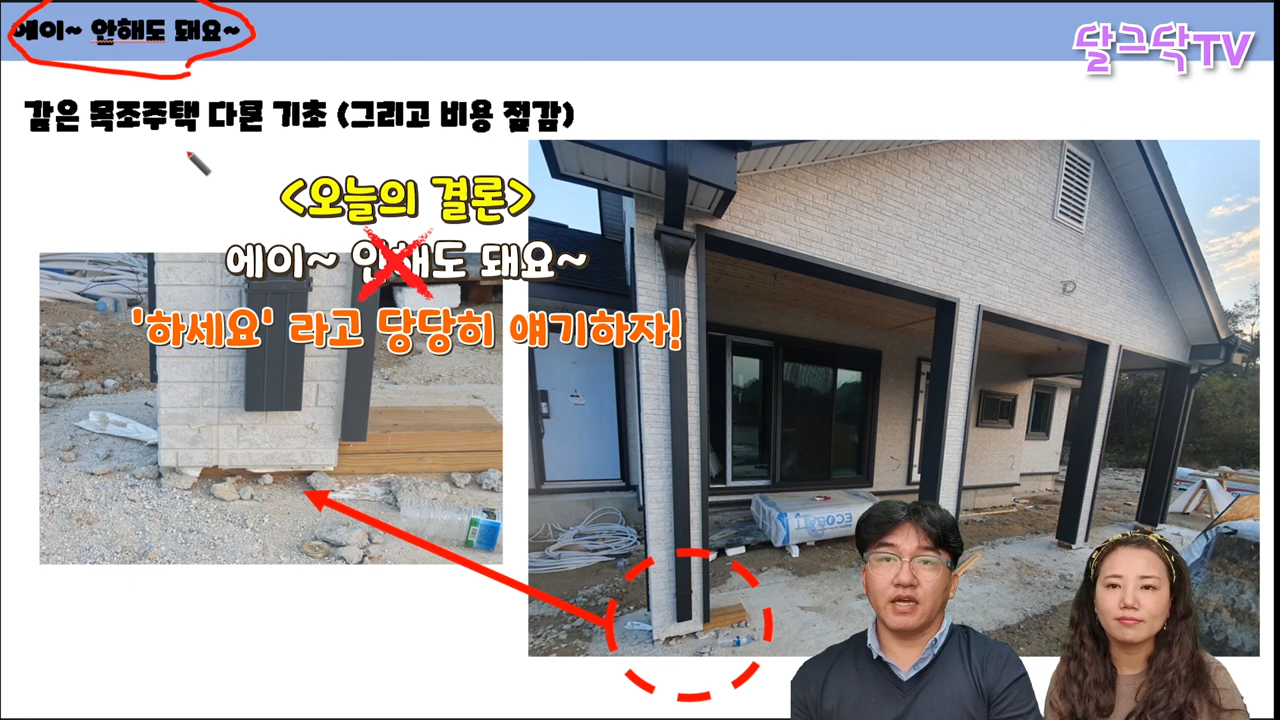 에이~ 안해도 돼요~
달그닥TV
같은 목조주택 다른 기초 (그리고 비용 절감)
<오늘의 결론>
에이~ 안해도 돼요~
'하세요' 라고 당당히 얘기하자!
ECOBATT